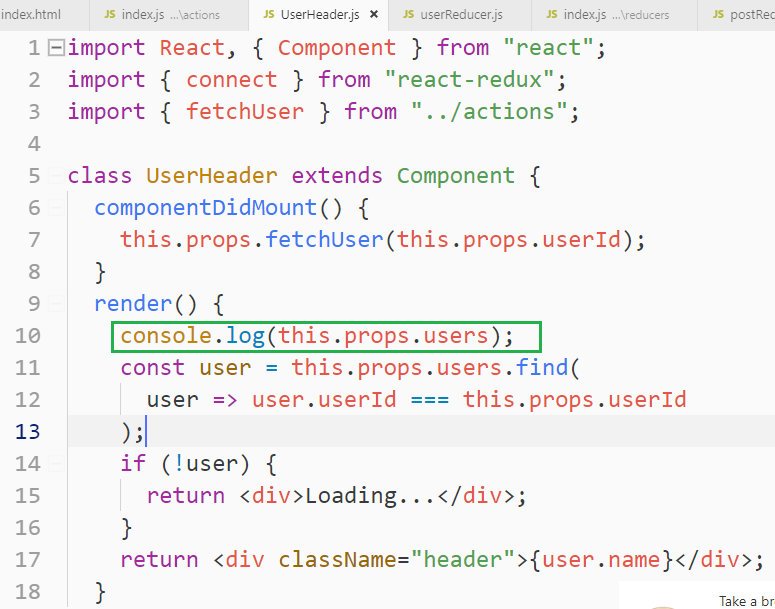 index.html JS index.js ...\actions JS UserHeader.js × JS userReducer.js JS index.js ...\reducers JS
1 import React, { Component } from "react";
2 import { connect } from "react-redux";
3 import { fetchUser } from "../actions";
4
5 class UserHeader extends Component {
6 componentDidMount() {
7 this.props.fetchUser(this.props.userId);
8 }
9 render() {
10 console.log(this.props.users);
11 const user = this.props.users.find(
12 user => user.userId === this.props.userId
13 );
14 if (!user) {
15 return <div>Loading...</div>;
16 }
17 return <div className="header">{user.name}</div>;
18 }
Take a